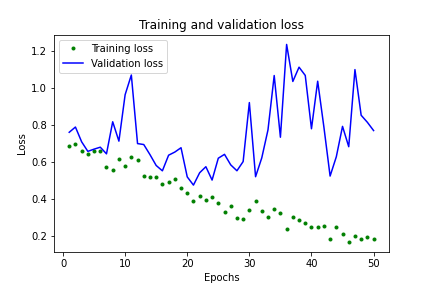 Training and validation loss
Training loss
Validation loss
Loss
1.2
1.0
0.8
0.6
0.4
0.2
0 10 20 30 40 50
Epochs